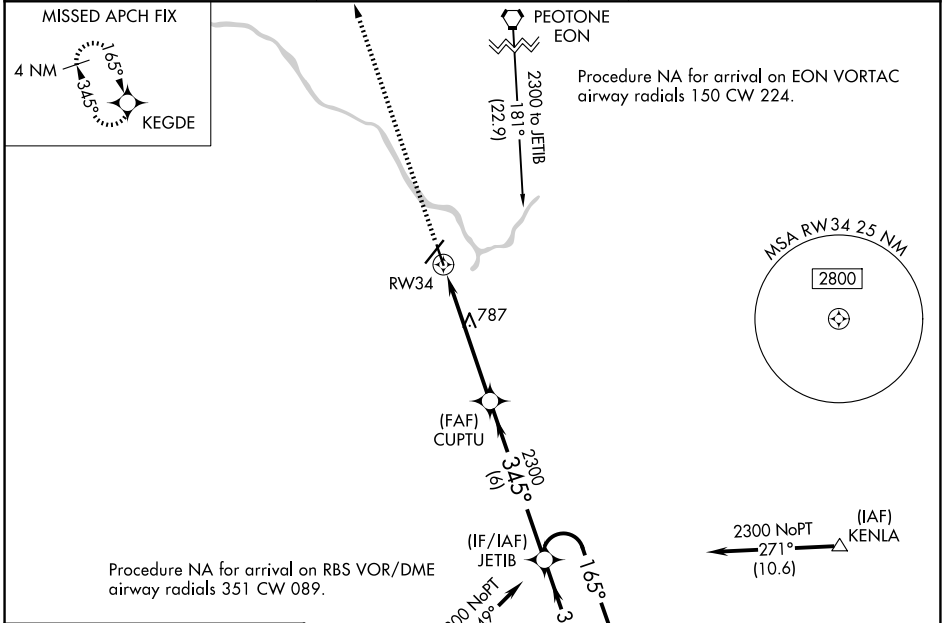 MISSED APCH FIX
4 NM
165°
345°
KEGDE
PEOTONE
EON
2300 to JETIB
181°
(22.9)
Procedure NA for arrival on EON VORTAC
airway radials 150 CW 224.
RW34
787
MSA RW34 25 NM
2800
(FAF)
CUPTU
2300
345°
(6)
(IF/IAF)
JETIB
165°
2300 NoPT
271°
(10.6)
(IAF)
KENLA
Procedure NA for arrival on RBS VOR/DME
airway radials 351 CW 089.
NoPT